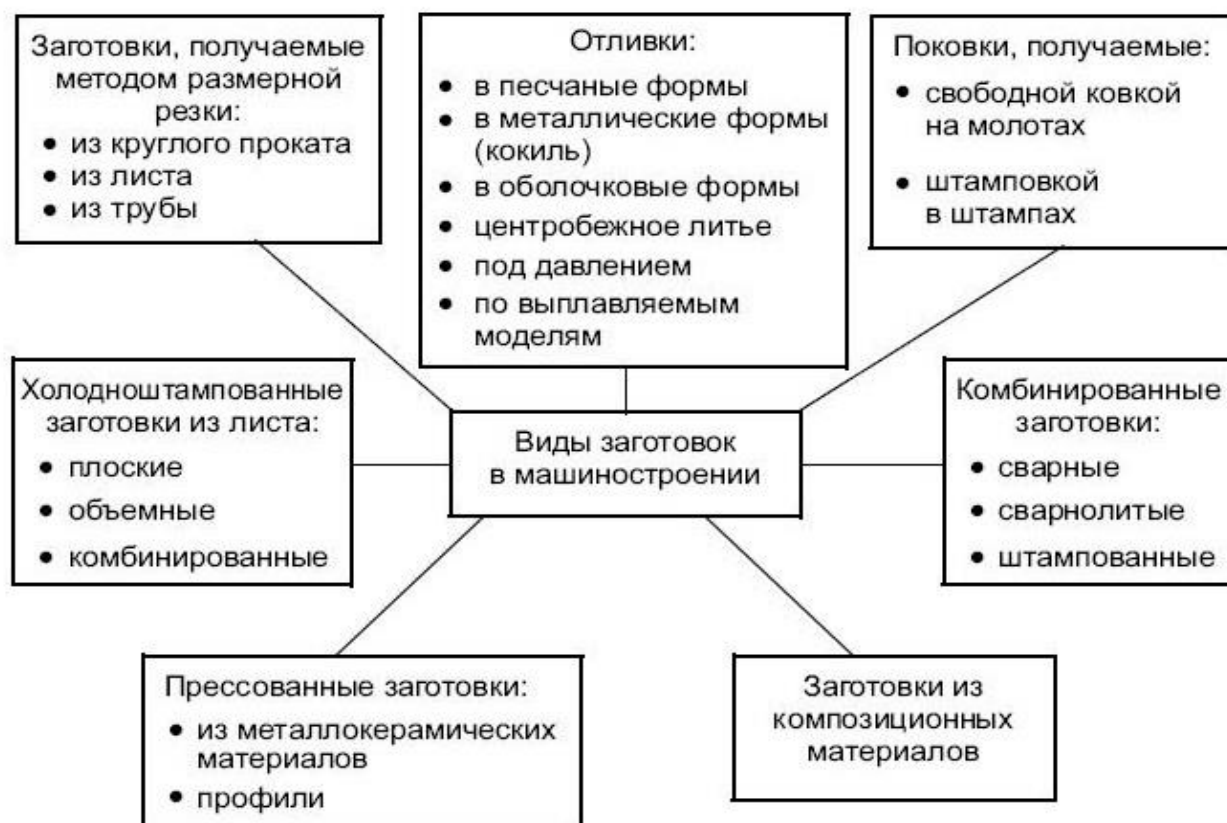 Заготовки, получаемые
методом размерной
резки:
• из круглого проката
• из листа
• из трубы
Отливки:
• в песчаные формы
• в металлические формы
(кокиль)
• в оболочковые формы
• центробежное литье
• под давлением
• по выплавляемым
моделям
Поковки, получаемые:
• свободной ковкой
на молотах
• штамповкой
в штампах
Холодноштампованные
заготовки из листа:
• плоские
• объемные
• комбинированные
Виды заготовок
в машиностроении
Комбинированные
заготовки:
• сварные
• сварнолитые
• штампованные
Прессованные заготовки:
• из металлокерамических
материалов
• профили
Заготовки из
композиционных
материалов